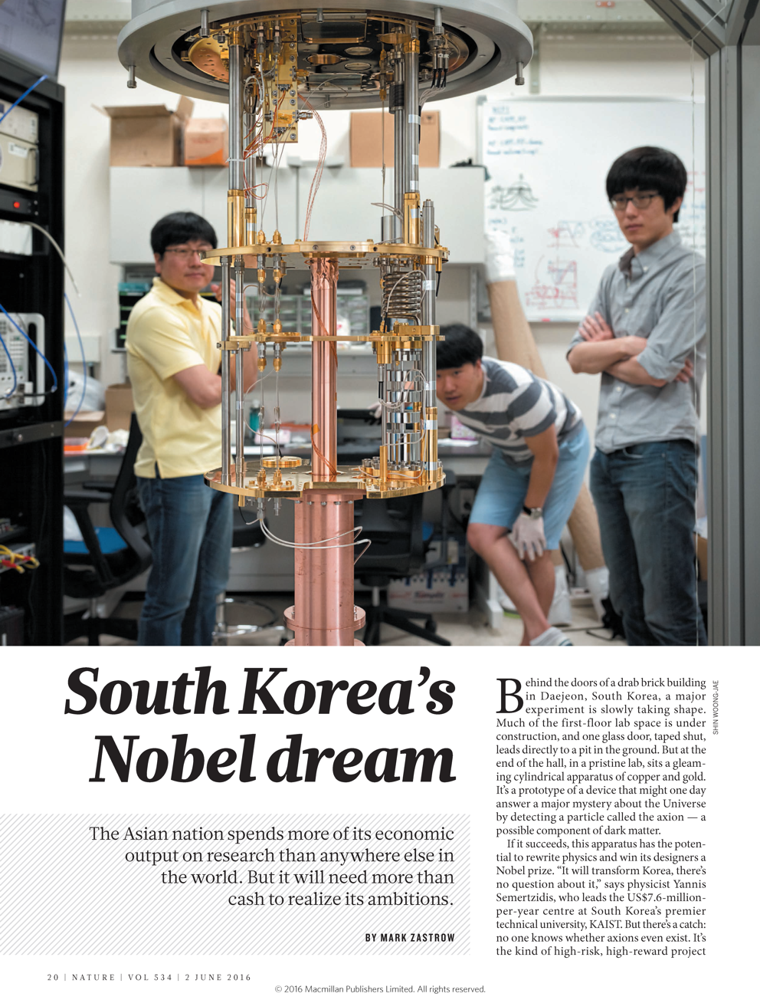 South Korea’s
Nobel dream
The Asian nation spends more of its economic
output on research than anywhere else in
the world. But it will need more than
cash to realize its ambitions.
BY MARK ZASTROW
Behind the doors of a drab brick building
in Daejeon, South Korea, a major
experiment is slowly taking shape.
Much of the first-floor lab space is under
construction, and one glass door, taped shut,
leads directly to a pit in the ground. But at the
end of the hall, in a pristine lab, sits a gleam-
ing cylindrical apparatus of copper and gold.
It’s a prototype of a device that might one day
answer a major mystery about the Universe
by detecting a particle called the axion — a
possible component of dark matter.
If it succeeds, this apparatus has the poten-
tial to rewrite physics and win its designers a
Nobel prize. “It will transform Korea, there’s
no question about it,” says physicist Yannis
Semertzidis, who leads the US$7.6-million-
per-year centre at South Korea’s premier
technical university, KAIST. But there’s a catch:
no one knows whether axions even exist. It’s
the kind of high-risk, high-reward project
SHIN WOONG-JAE
20 | NATURE | VOL 534 | 2 JUNE 2016
© 2016 Macmillan Publishers Limited. All rights reserved.